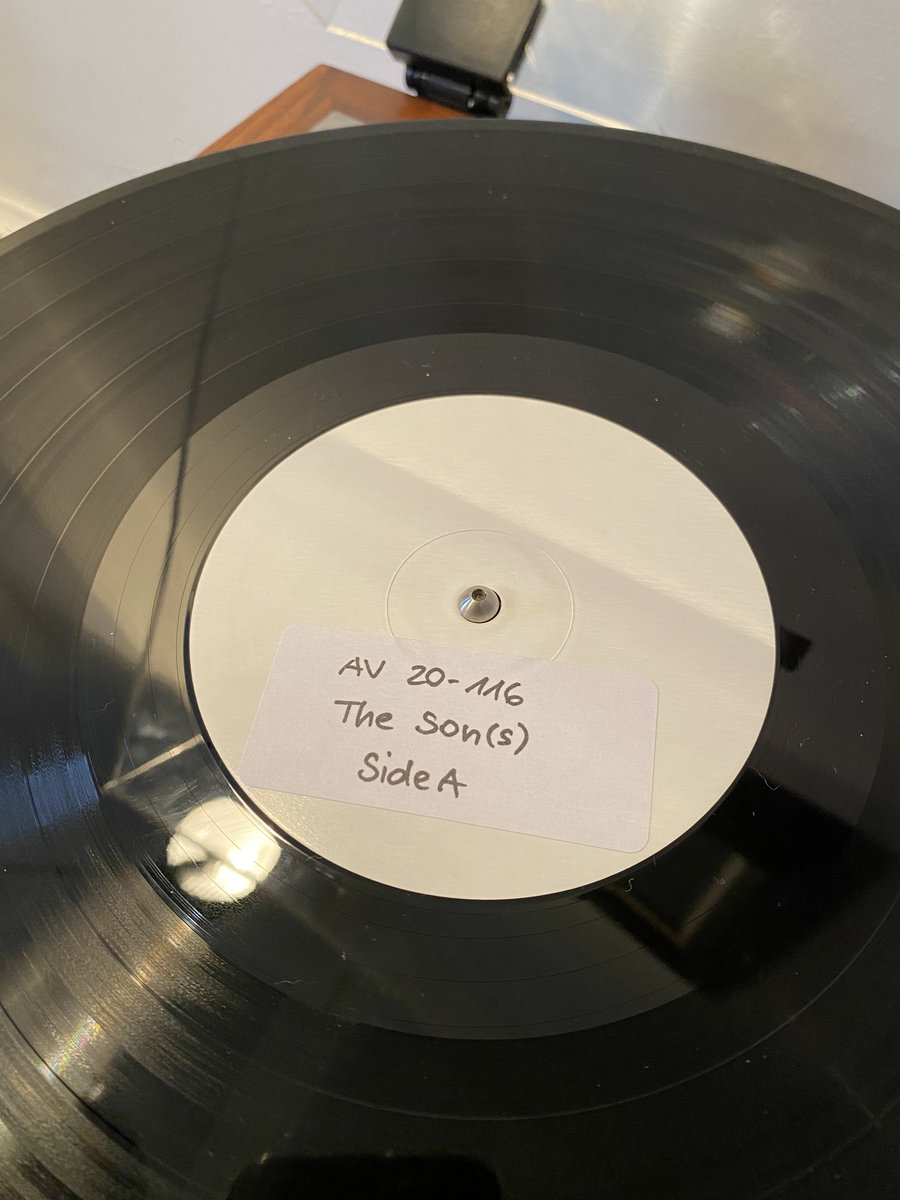 AV 20-116
The Son(s)
Side A